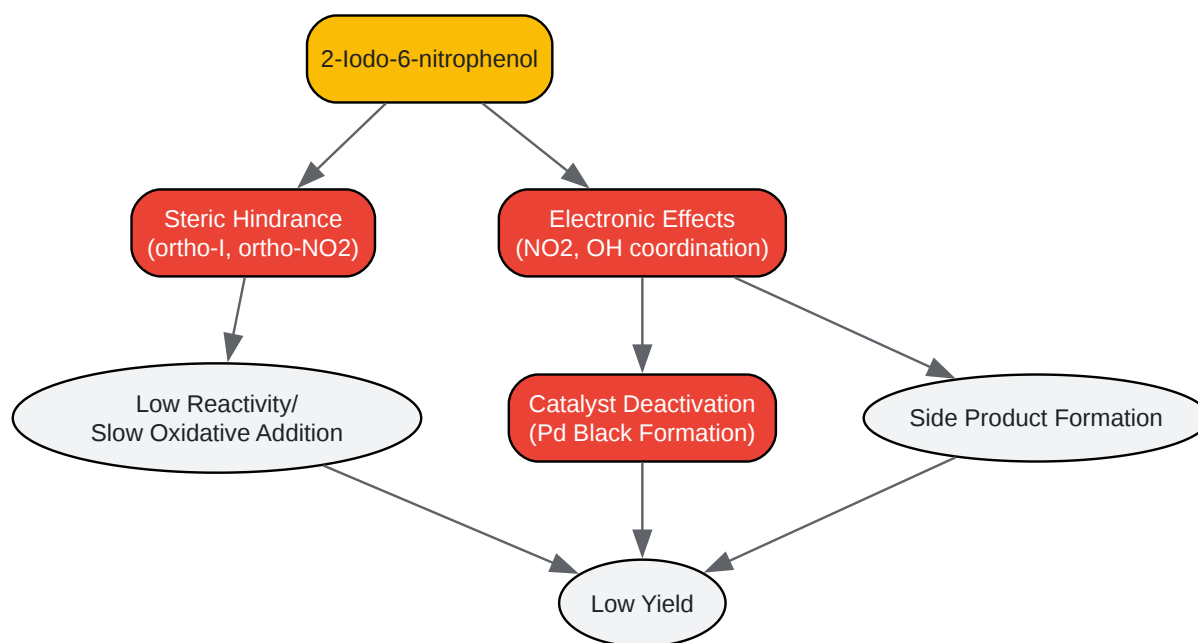 2-Iodo-6-nitrophenol
Steric Hindrance
(ortho-I, ortho-NO2)
Electronic Effects
(NO2, OH coordination)
Low Reactivity/
Slow Oxidative Addition
Catalyst Deactivation
(Pd Black Formation)
Side Product Formation
Low Yield